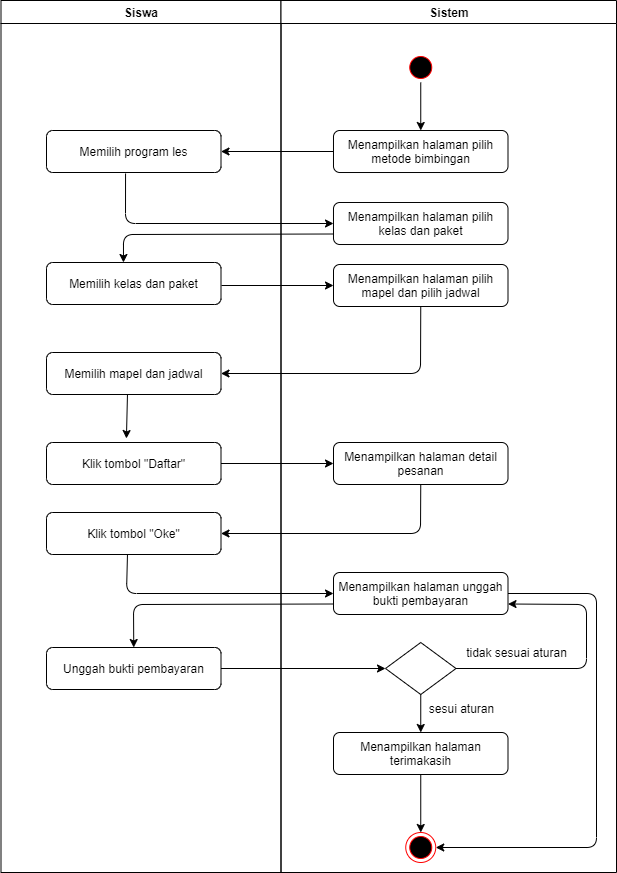 Siswa
Sistem
Menampilkan halaman pilih
metode bimbingan
Memilih program les
Menampilkan halaman pilih
kelas dan paket
Memilih kelas dan paket
Menampilkan halaman pilih
mapel dan pilih jadwal
Memilih mapel dan jadwal
Klik tombol "Daftar"
Menampilkan halaman detail
pesanan
Klik tombol "Oke"
Menampilkan halaman unggah
bukti pembayaran
Unggah bukti pembayaran
tidak sesuai aturan
sesui aturan
Menampilkan halaman
terimakasih